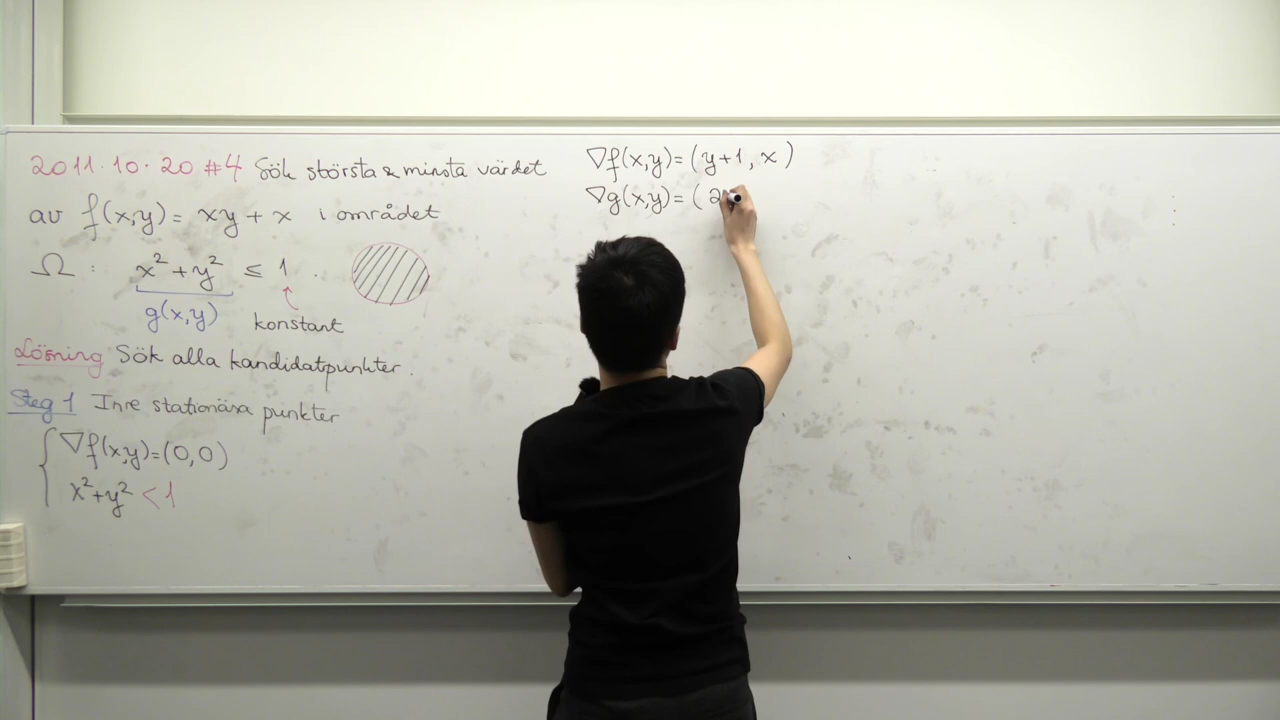 2011.10.20 #4 Sök största & minsta värdet
av f(x,y) = xy + x i området
Ω : x² + y² ≤ 1 .
g(x,y)
konstant
Lösning Sök alla kandidatpunkter.
Steg 1 Inre stationära punkter
∇f(x,y)=(0,0)
x²+y² <1
∇f(x,y)=(y+1, x)
∇g(x,y)=(2